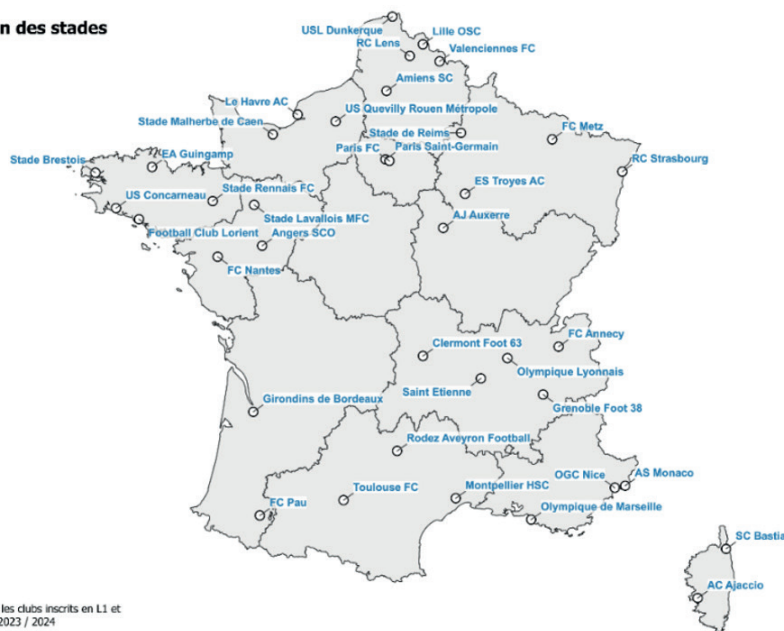 n des stades
USL Dunkerque
Lille OSC
RC Lens
Valenciennes FC
Amiens SC
Le Havre AC
US Quevilly Rouen Métropole
Stade Malherbe de Caen
Stade de Reims
FC Metz
Paris FC
Paris Saint-Germain
Stade Brestois
EA Guingamp
RC Strasbourg
US Concarneau
Stade Rennais FC
ES Troyes AC
Stade Lavallois MFC
AJ Auxerre
Football Club Lorient
Angers SCO
FC Nantes
FC Annecy
Clermont Foot 63
Olympique Lyonnais
Saint Etienne
Girondins de Bordeaux
Grenoble Foot 38
Rodez Aveyron Football
OGC Nice
AS Monaco
Toulouse FC
Montpellier HSC
FC Pau
Olympique de Marseille
SC Bastia
AC Ajaccio
les clubs inscrits en L1 et
2023 / 2024